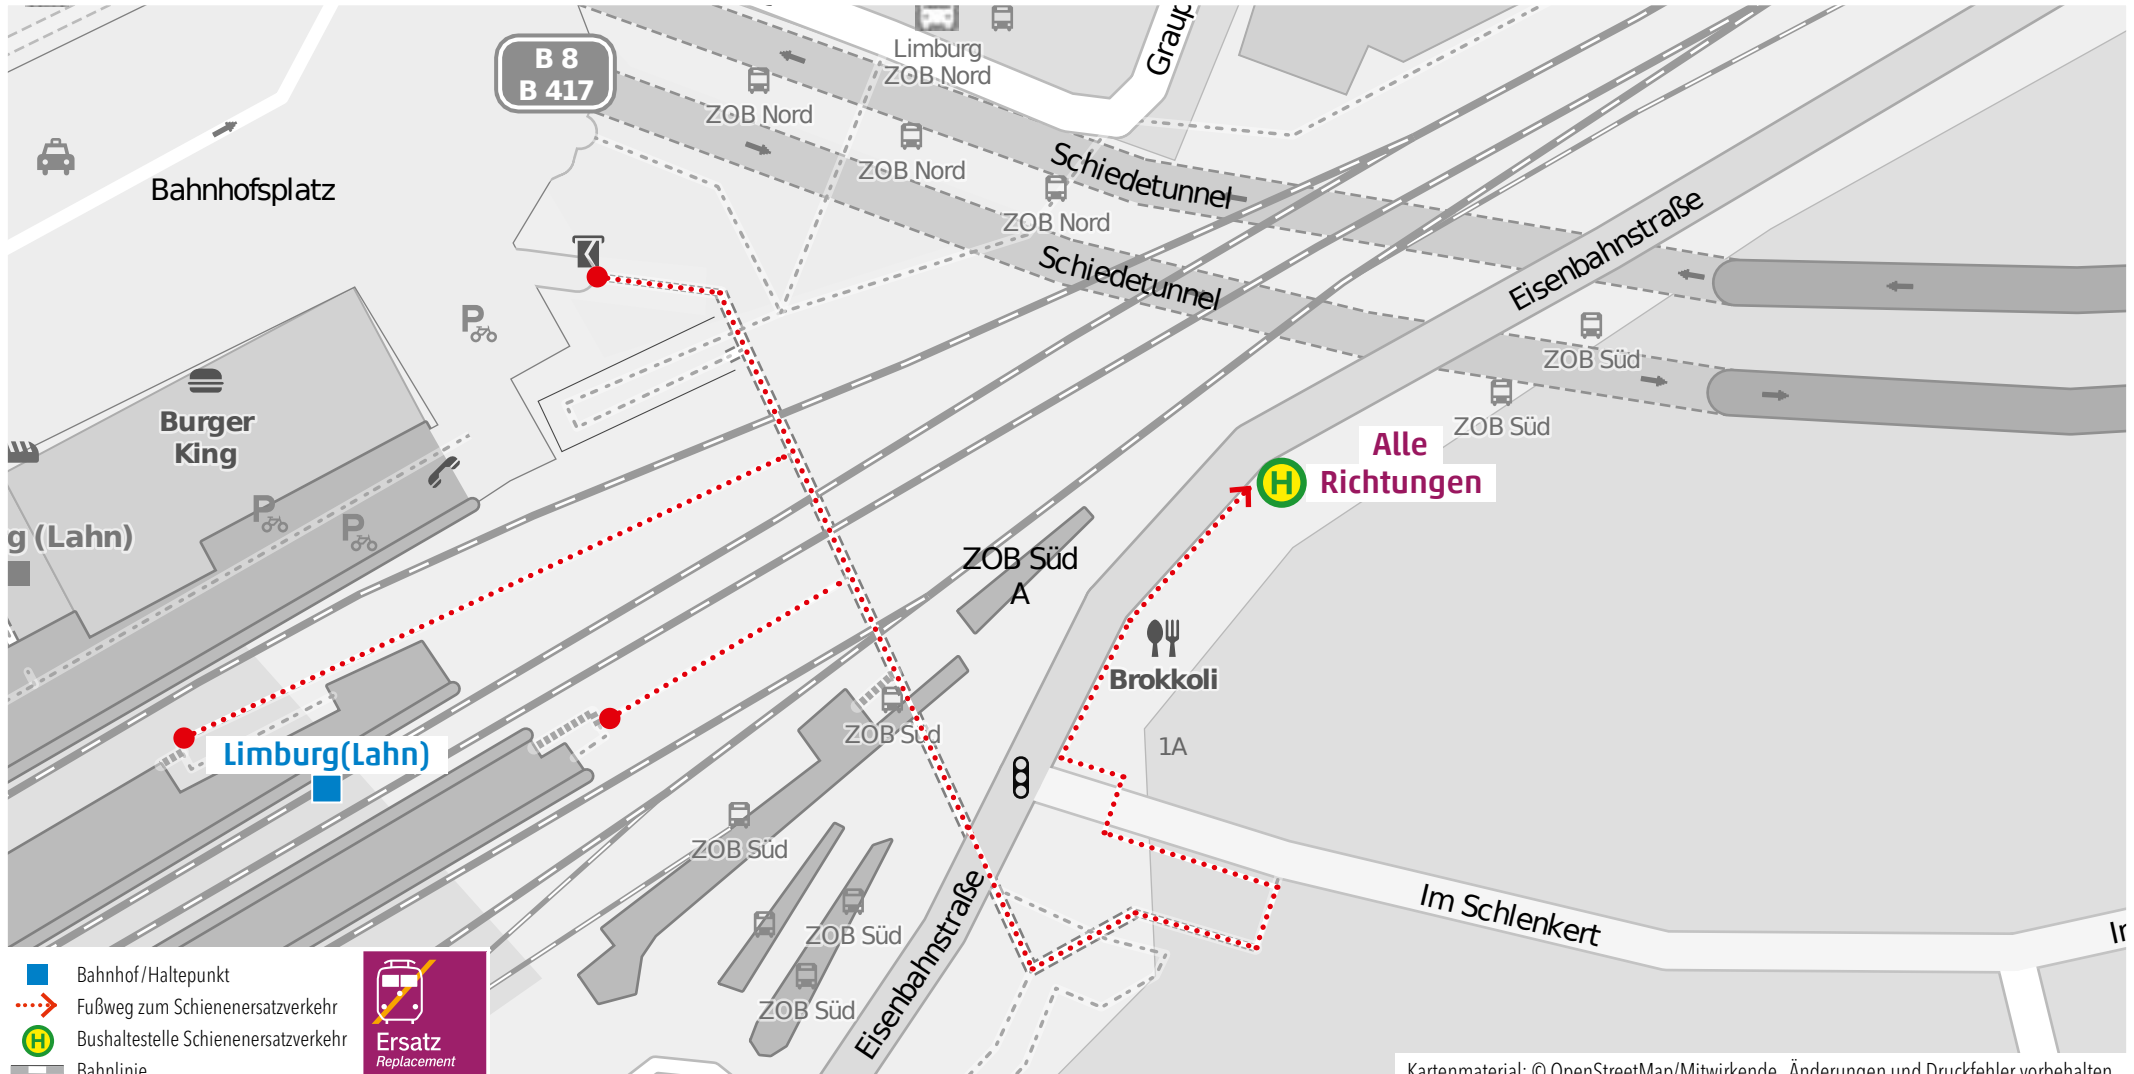 B 8
B 417
Limburg
ZOB Nord
ZOB Nord
ZOB Nord
ZOB Nord
Graup
Bahnhofsplatz
Schiedetunnel
Schiedetunnel
Eisenbahnstraße
P
ZOB Süd
ZOB Süd
Burger
King
Alle
Richtungen
H
P
P
g (Lahn)
ZOB Süd
A
Brokkoli
1A
ZOB Süd
Limburg(Lahn)
ZOB Süd
ZOB Süd
ZOB Süd
Eisenbahnstraße
Im Schlenkert
Ir
Bahnhof/Haltepunkt
Fußweg zum Schienenersatzverkehr
H Bushaltestelle Schienenersatzverkehr
Bahnlinie
Ersatz
Replacement
Kartenmaterial: © OpenStreetMap/Mitwirkende, Änderungen und Druckfehler vorbehalten